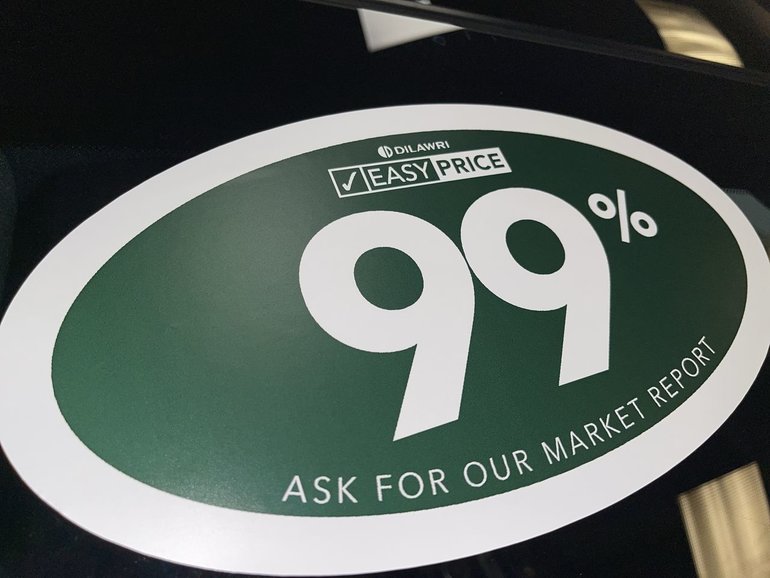 DILAWRI
✓ EASY PRICE
99%
ASK FOR OUR MARKET REPORT